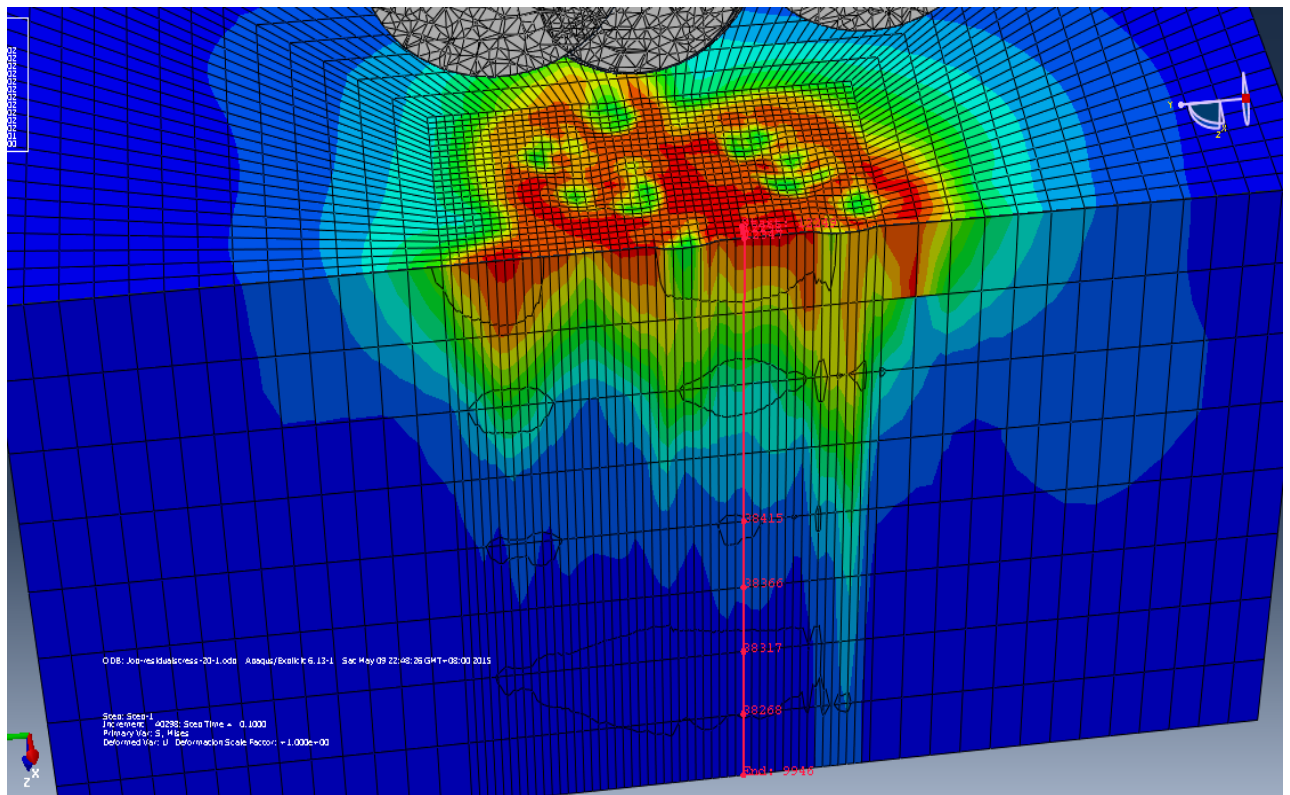 Y
Z
38415
38366
38317
38268
End: 9946
ODB: Job-residualstress-20-1.odb Abaqus/Explicit 6.13-1 Sat May 09 22:48:26 GMT+08:00 2015
Step: Step-1
Increment 40298: Step Time = 0.1000
Primary Var: S, Mises
Deformed Var: U Deformation Scale Factor: +1.000e+00
X
Z